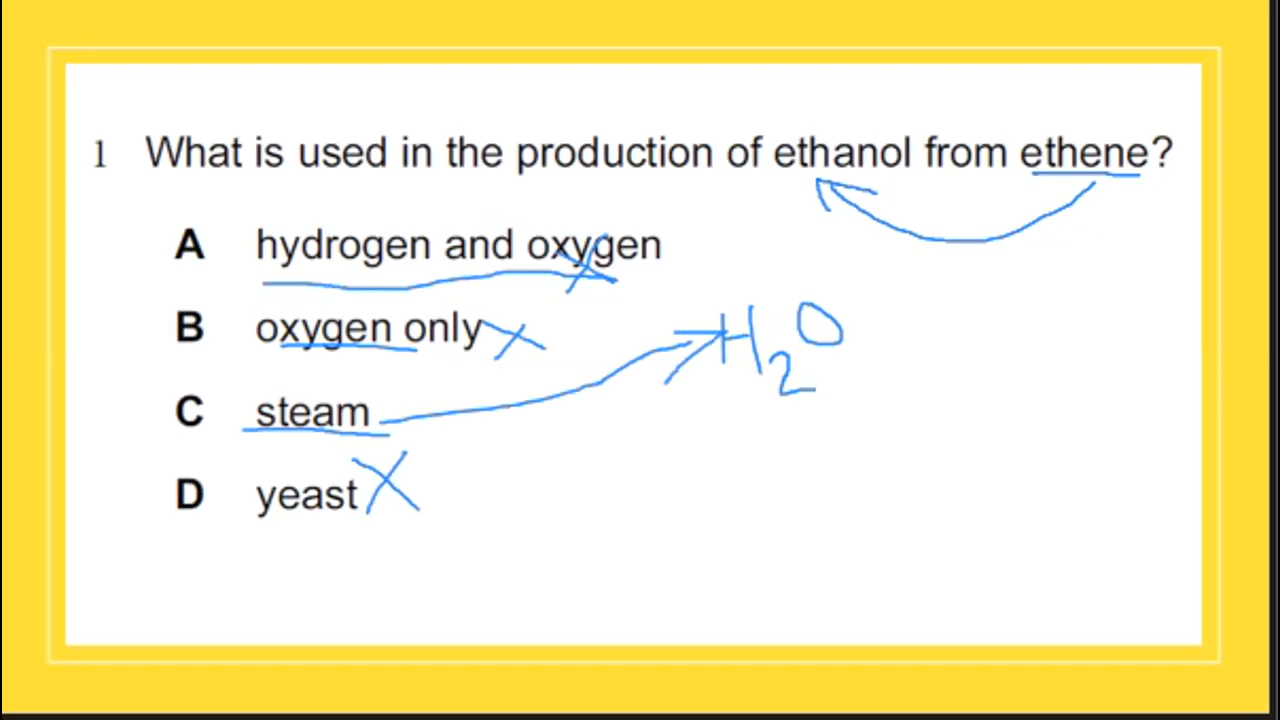 1 What is used in the production of ethanol from ethene?
A hydrogen and oxygen
B oxygen only
H2O
C steam
D yeast